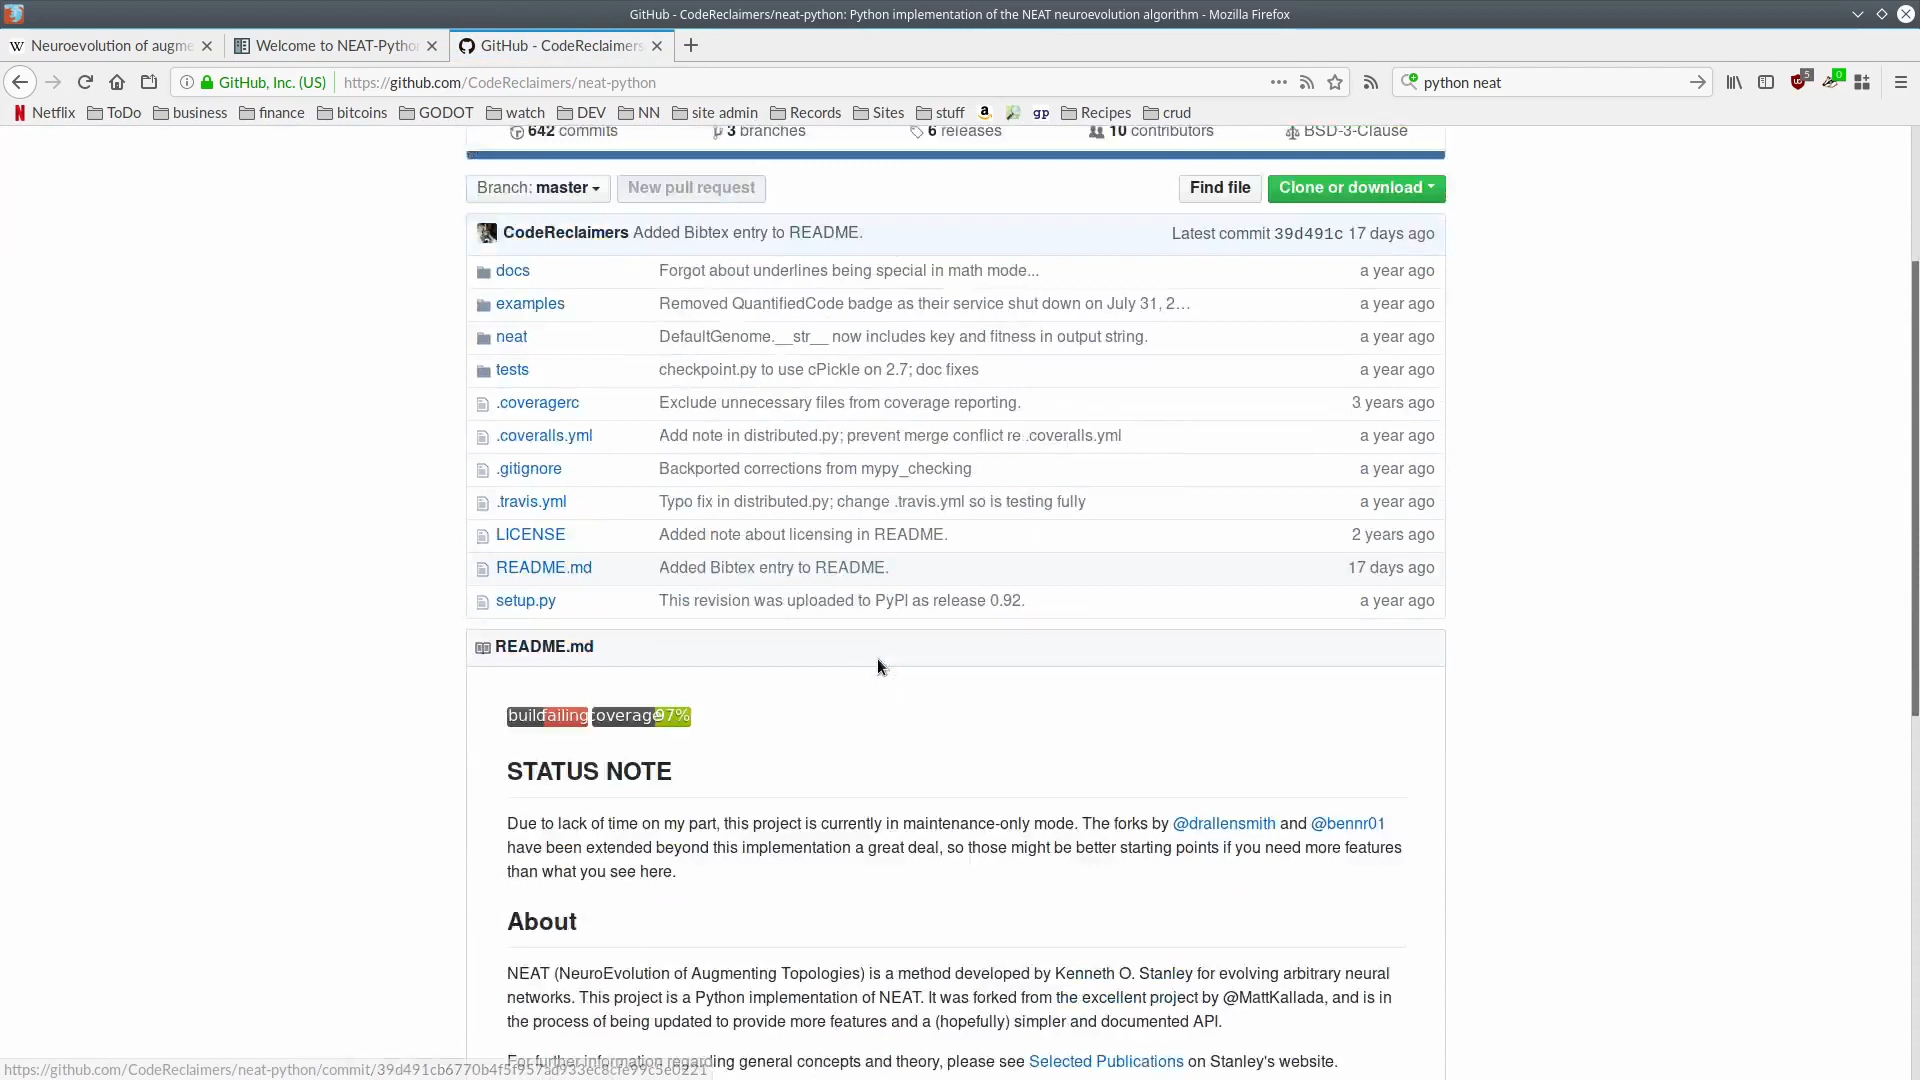 GitHub - CodeReclaimers/neat-python: Python implementation of the NEAT neuroevolution algorithm - Mozilla Firefox
W Neuroevolution of augme Welcome to NEAT-Pytho GitHub - CodeReclaimers
GitHub, Inc. (US) https://github.com/CodeReclaimers/neat-python python neat 5 0
Netflix ToDo business finance bitcoins GODOT watch DEV NN site admin Records Sites stuff a gp Recipes crud
642 commits 3 branches 6 releases 10 contributors BSD-3-Clause
Branch: master New pull request Find file Clone or download
CodeReclaimers Added Bibtex entry to README. Latest commit 39d491c 17 days ago
docs Forgot about underlines being special in math mode... a year ago
examples Removed QuantifiedCode badge as their service shut down on July 31, 2… a year ago
neat DefaultGenome.__str__ now includes key and fitness in output string. a year ago
tests checkpoint.py to use cPickle on 2.7; doc fixes a year ago
.coveragerc Exclude unnecessary files from coverage reporting. 3 years ago
.coveralls.yml Add note in distributed.py; prevent merge conflict re .coveralls.yml a year ago
.gitignore Backported corrections from mypy_checking a year ago
.travis.yml Typo fix in distributed.py; change .travis.yml so is testing fully a year ago
LICENSE Added note about licensing in README. 2 years ago
README.md Added Bibtex entry to README. 17 days ago
setup.py This revision was uploaded to PyPI as release 0.92. a year ago
README.md
build failing coverage 97%
STATUS NOTE
Due to lack of time on my part, this project is currently in maintenance-only mode. The forks by @drallensmith and @bennr01
have been extended beyond this implementation a great deal, so those might be better starting points if you need more features
than what you see here.
About
NEAT (NeuroEvolution of Augmenting Topologies) is a method developed by Kenneth O. Stanley for evolving arbitrary neural
networks. This project is a Python implementation of NEAT. It was forked from the excellent project by @MattKallada, and is in
the process of being updated to provide more features and a (hopefully) simpler and documented API.
For further information regarding general concepts and theory, please see Selected Publications on Stanley's website.